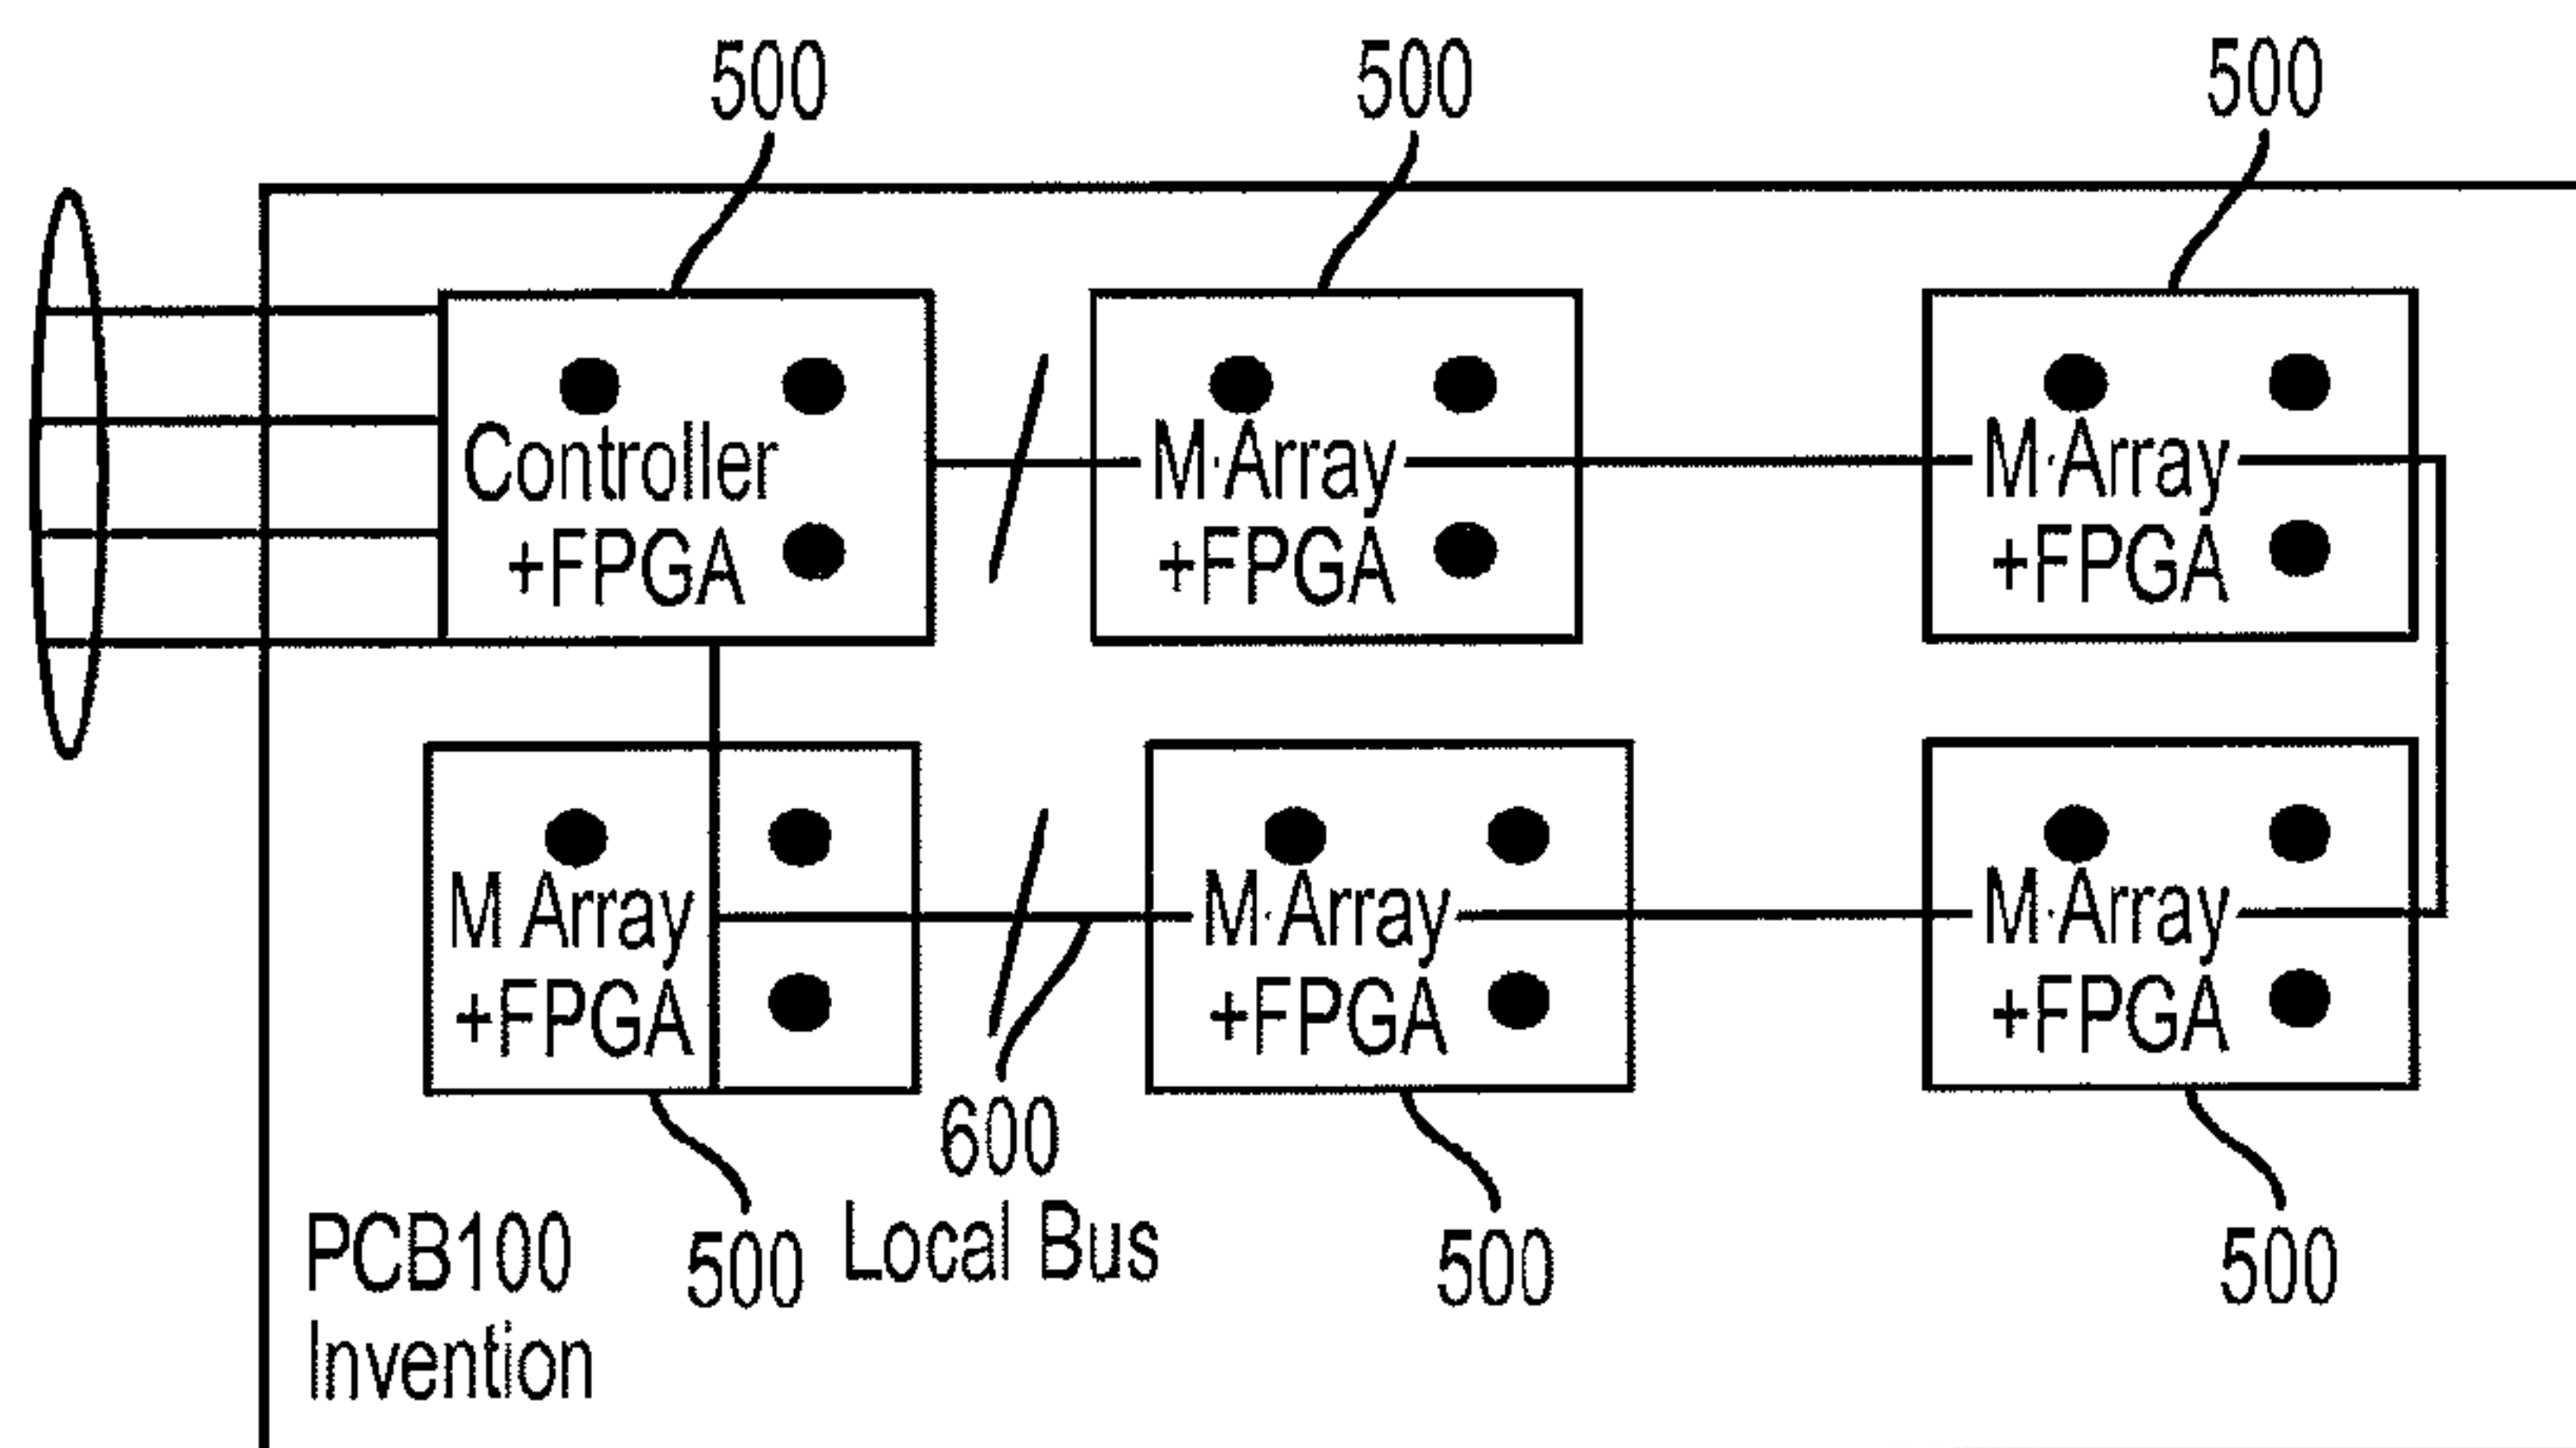 500
500
500
Controller
+FPGA
M Array
+FPGA
M Array
+FPGA
M Array
+FPGA
M Array
+FPGA
M Array
+FPGA
600
Local Bus
500
500
500
PCB100
Invention